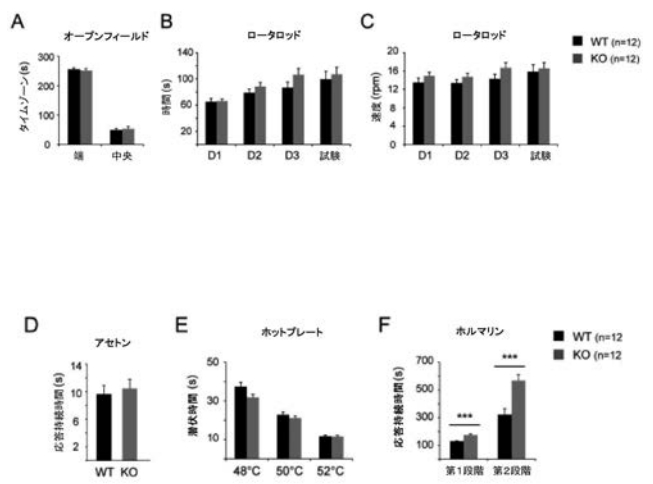 A
オープンフィールド
タイムゾーン(s)
300
200
100
0
端 中央
B
ロータロッド
時間 (s)
140
100
60
20
D1 D2 D3 試験
C
ロータロッド
速度 (rpm)
20
16
12
8
4
0
D1 D2 D3 試験
WT (n=12)
KO (n=12)
D
アセトン
応答持続時間 (s)
14
10
6
2
WT KO
E
ホットプレート
潜伏時間 (s)
50
30
10
48°C 50°C 52°C
F
ホルマリン
応答持続時間 (s)
700
500
300
100
***
***
第1段階 第2段階
WT (n=12
KO (n=12